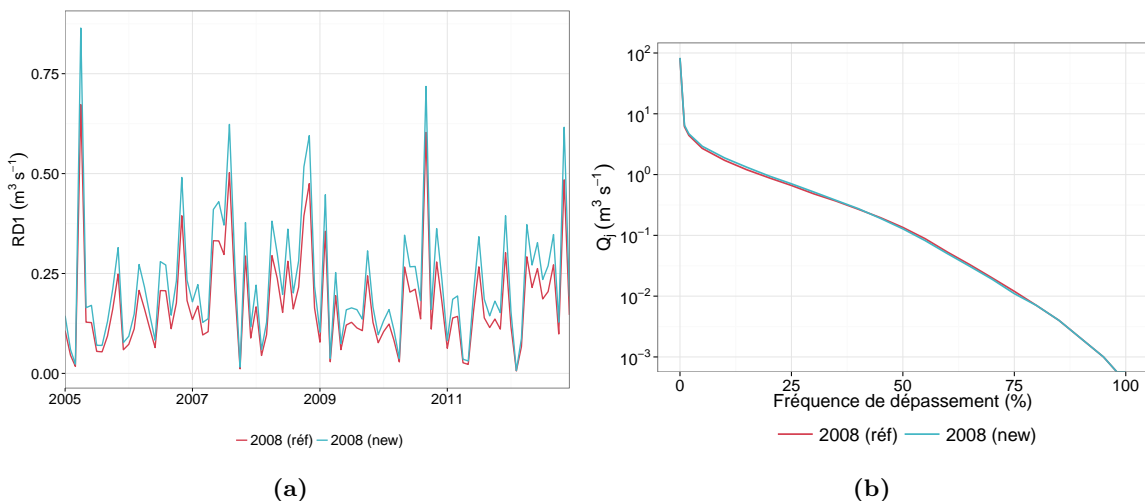 0.75
0.50
0.25
0.00
RD1 (m³ s⁻¹)
2005 2007 2009 2011
2008 (réf) 2008 (new)
(a)
10²
10¹
10⁰
10⁻¹
10⁻²
10⁻³
Qⱼ (m³ s⁻¹)
0 25 50 75 100
Fréquence de dépassement (%)
2008 (réf) 2008 (new)
(b)